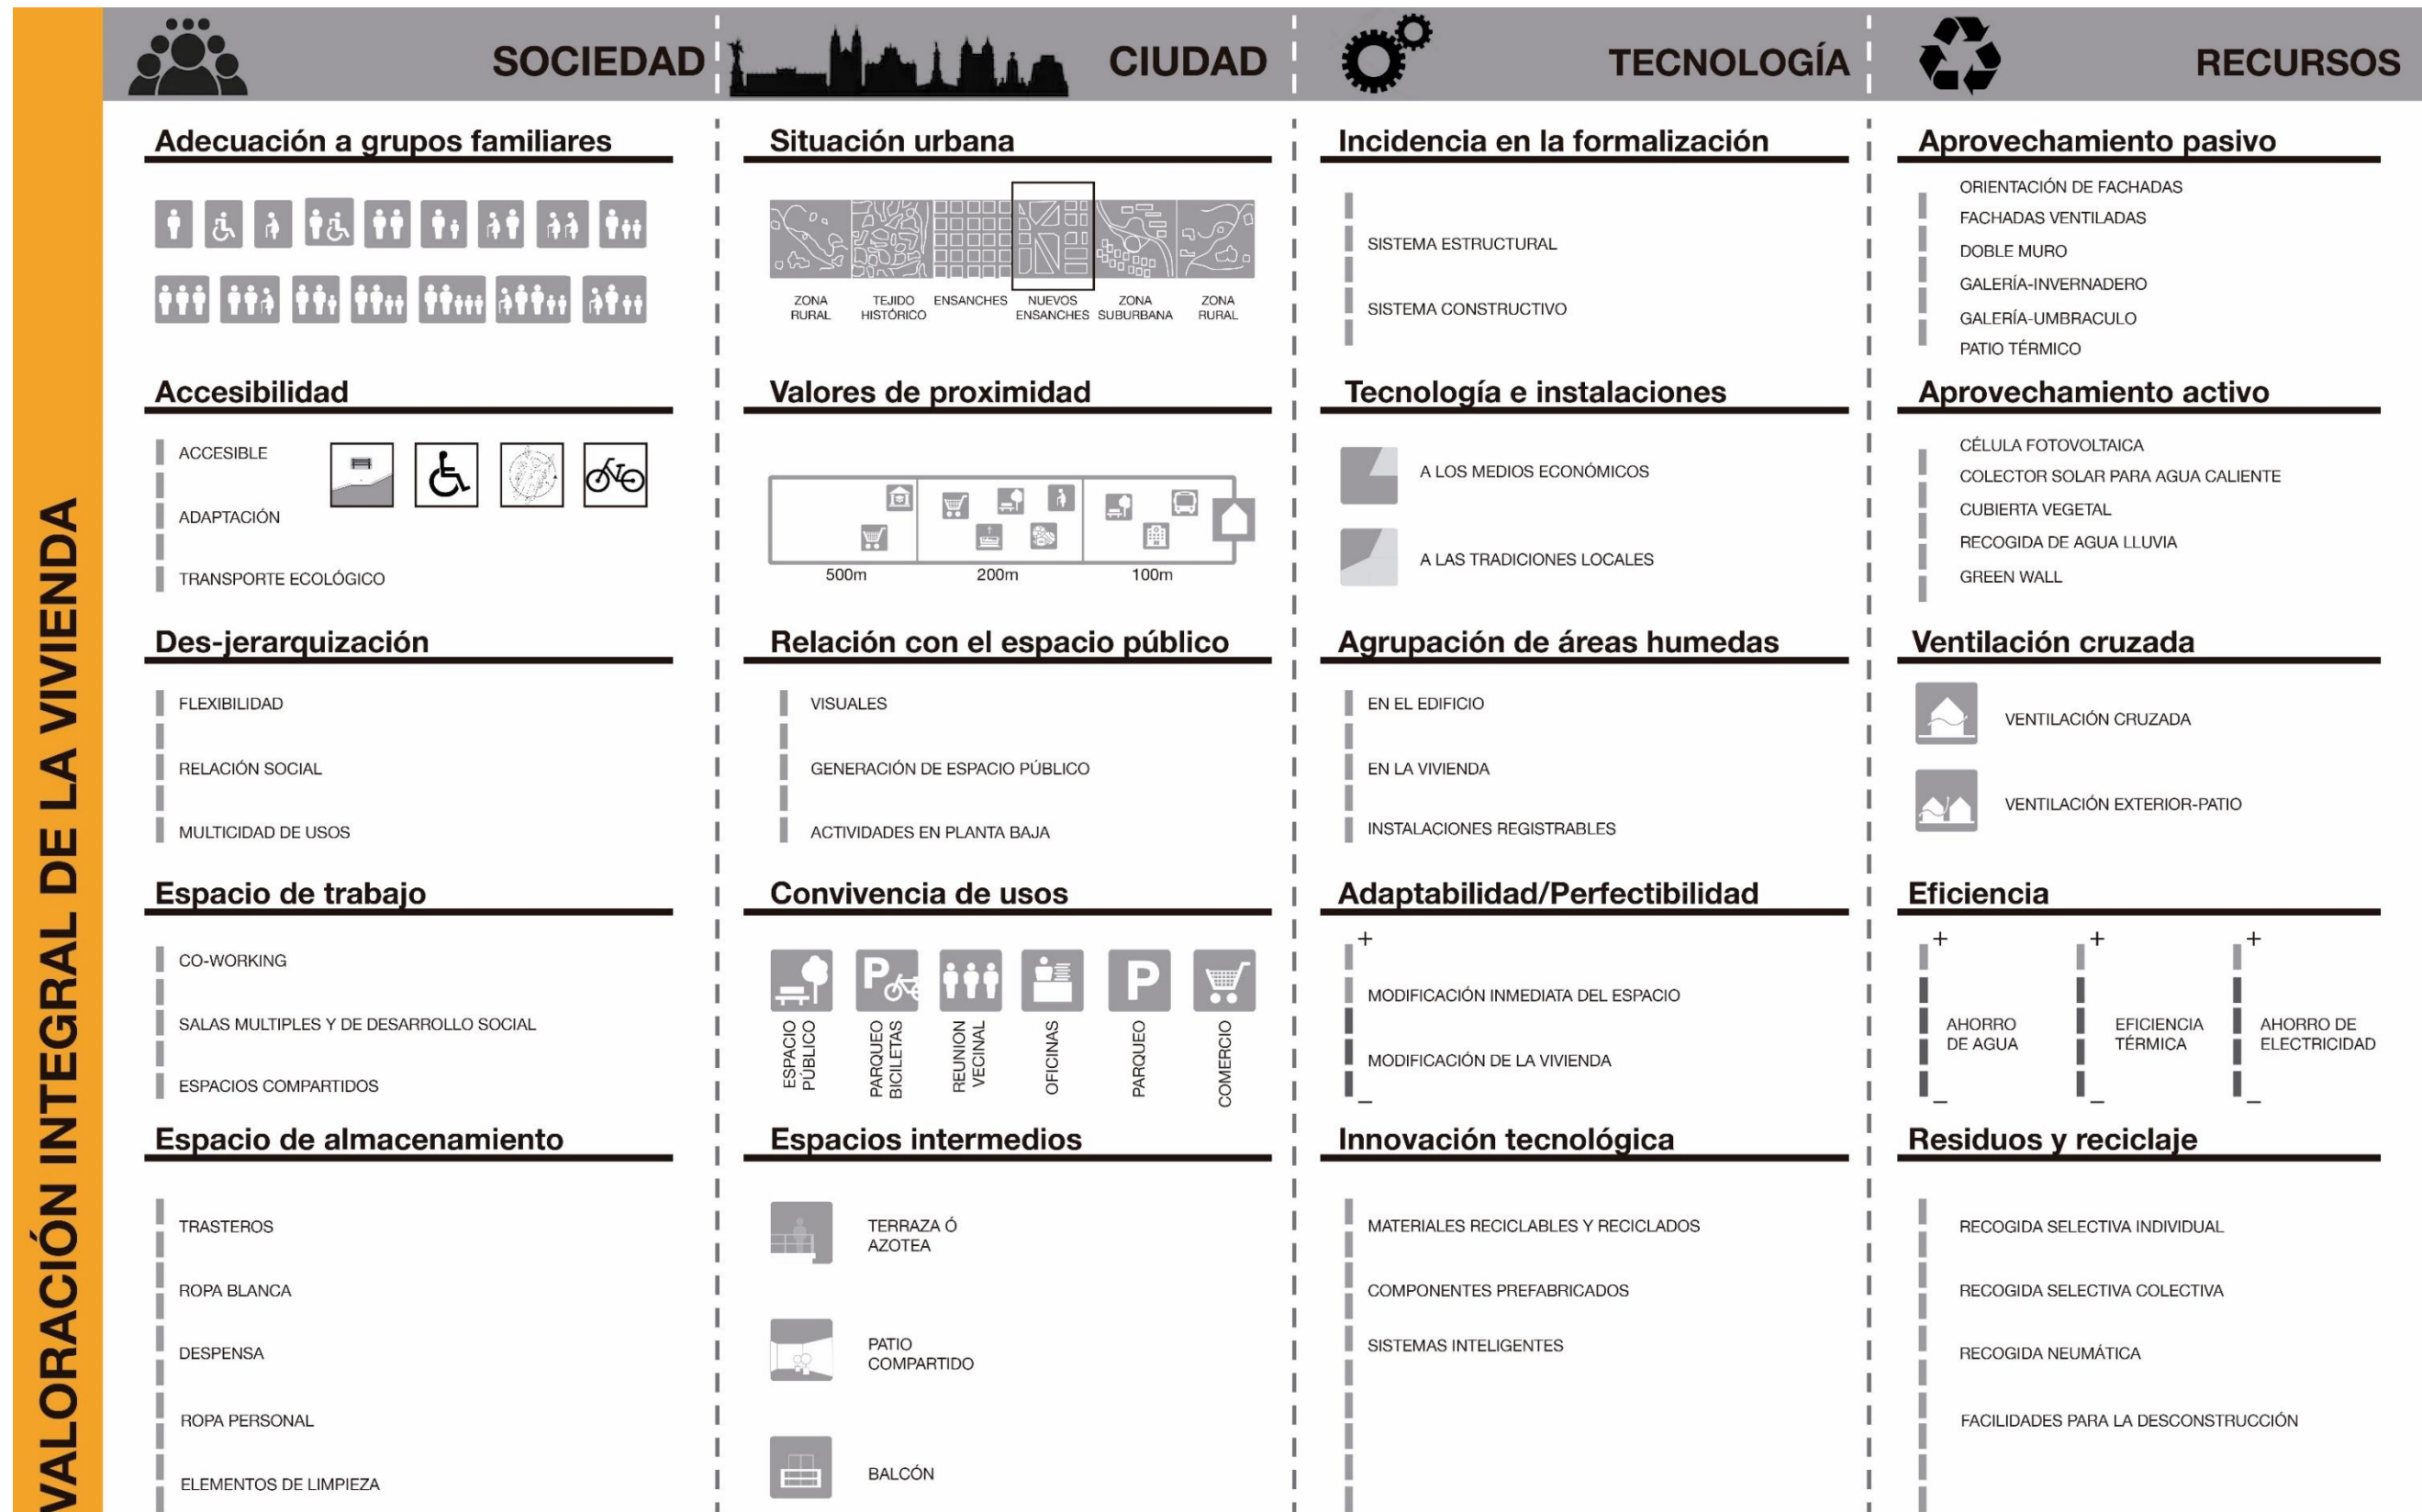 VALORACIÓN INTEGRAL DE LA VIVIENDA
SOCIEDAD
Adecuación a grupos familiares
Accesibilidad
ACCESIBLE
ADAPTACIÓN
TRANSPORTE ECOLÓGICO
Des-jerarquización
FLEXIBILIDAD
RELACIÓN SOCIAL
MULTICIDAD DE USOS
Espacio de trabajo
CO-WORKING
SALAS MULTIPLES Y DE DESARROLLO SOCIAL
ESPACIOS COMPARTIDOS
Espacio de almacenamiento
TRASTEROS
ROPA BLANCA
DESPENSA
ROPA PERSONAL
ELEMENTOS DE LIMPIEZA
CIUDAD
Situación urbana
ZONA
RURAL
TEJIDO
HISTÓRICO
ENSANCHES
NUEVOS
ENSANCHES
ZONA
SUBURBANA
ZONA
RURAL
Valores de proximidad
500m
200m
100m
Relación con el espacio público
VISUALES
GENERACIÓN DE ESPACIO PÚBLICO
ACTIVIDADES EN PLANTA BAJA
Convivencia de usos
P
P
ESPACIO
PÚBLICO
PARQUEO
BICILETAS
REUNION
VECINAL
OFICINAS
PARQUEO
COMERCIO
Espacios intermedios
TERRAZA Ó
AZOTEA
PATIO
COMPARTIDO
BALCÓN
TECNOLOGÍA
Incidencia en la formalización
SISTEMA ESTRUCTURAL
SISTEMA CONSTRUCTIVO
Tecnología e instalaciones
A LOS MEDIOS ECONÓMICOS
A LAS TRADICIONES LOCALES
Agrupación de áreas humedas
EN EL EDIFICIO
EN LA VIVIENDA
INSTALACIONES REGISTRABLES
Adaptabilidad/Perfectibilidad
+
MODIFICACIÓN INMEDIATA DEL ESPACIO
MODIFICACIÓN DE LA VIVIENDA
–
Innovación tecnológica
MATERIALES RECICLABLES Y RECICLADOS
COMPONENTES PREFABRICADOS
SISTEMAS INTELIGENTES
RECURSOS
Aprovechamiento pasivo
ORIENTACIÓN DE FACHADAS
FACHADAS VENTILADAS
DOBLE MURO
GALERÍA-INVERNADERO
GALERÍA-UMBRACULO
PATIO TÉRMICO
Aprovechamiento activo
CÉLULA FOTOVOLTAICA
COLECTOR SOLAR PARA AGUA CALIENTE
CUBIERTA VEGETAL
RECOGIDA DE AGUA LLUVIA
GREEN WALL
Ventilación cruzada
VENTILACIÓN CRUZADA
VENTILACIÓN EXTERIOR-PATIO
Eficiencia
+ + +
AHORRO
DE AGUA
EFICIENCIA
TÉRMICA
AHORRO DE
ELECTRICIDAD
– – –
Residuos y reciclaje
RECOGIDA SELECTIVA INDIVIDUAL
RECOGIDA SELECTIVA COLECTIVA
RECOGIDA NEUMÁTICA
FACILIDADES PARA LA DESCONSTRUCCIÓN